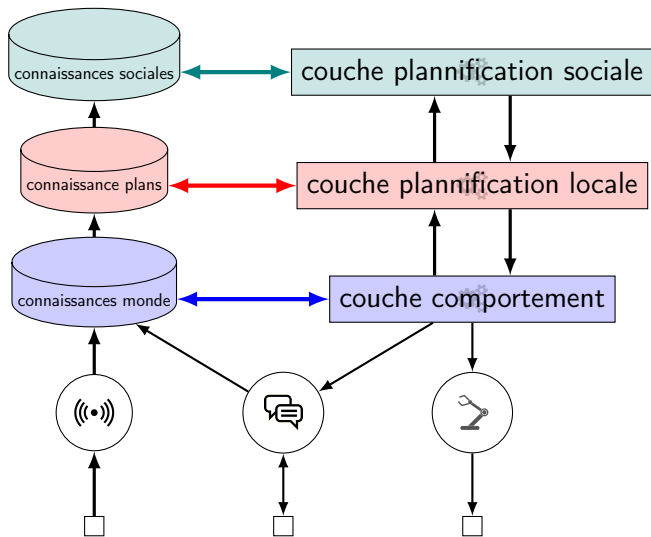 connaissances sociales
couche plannification sociale
connaissance plans
couche plannification locale
connaissances monde
couche comportement